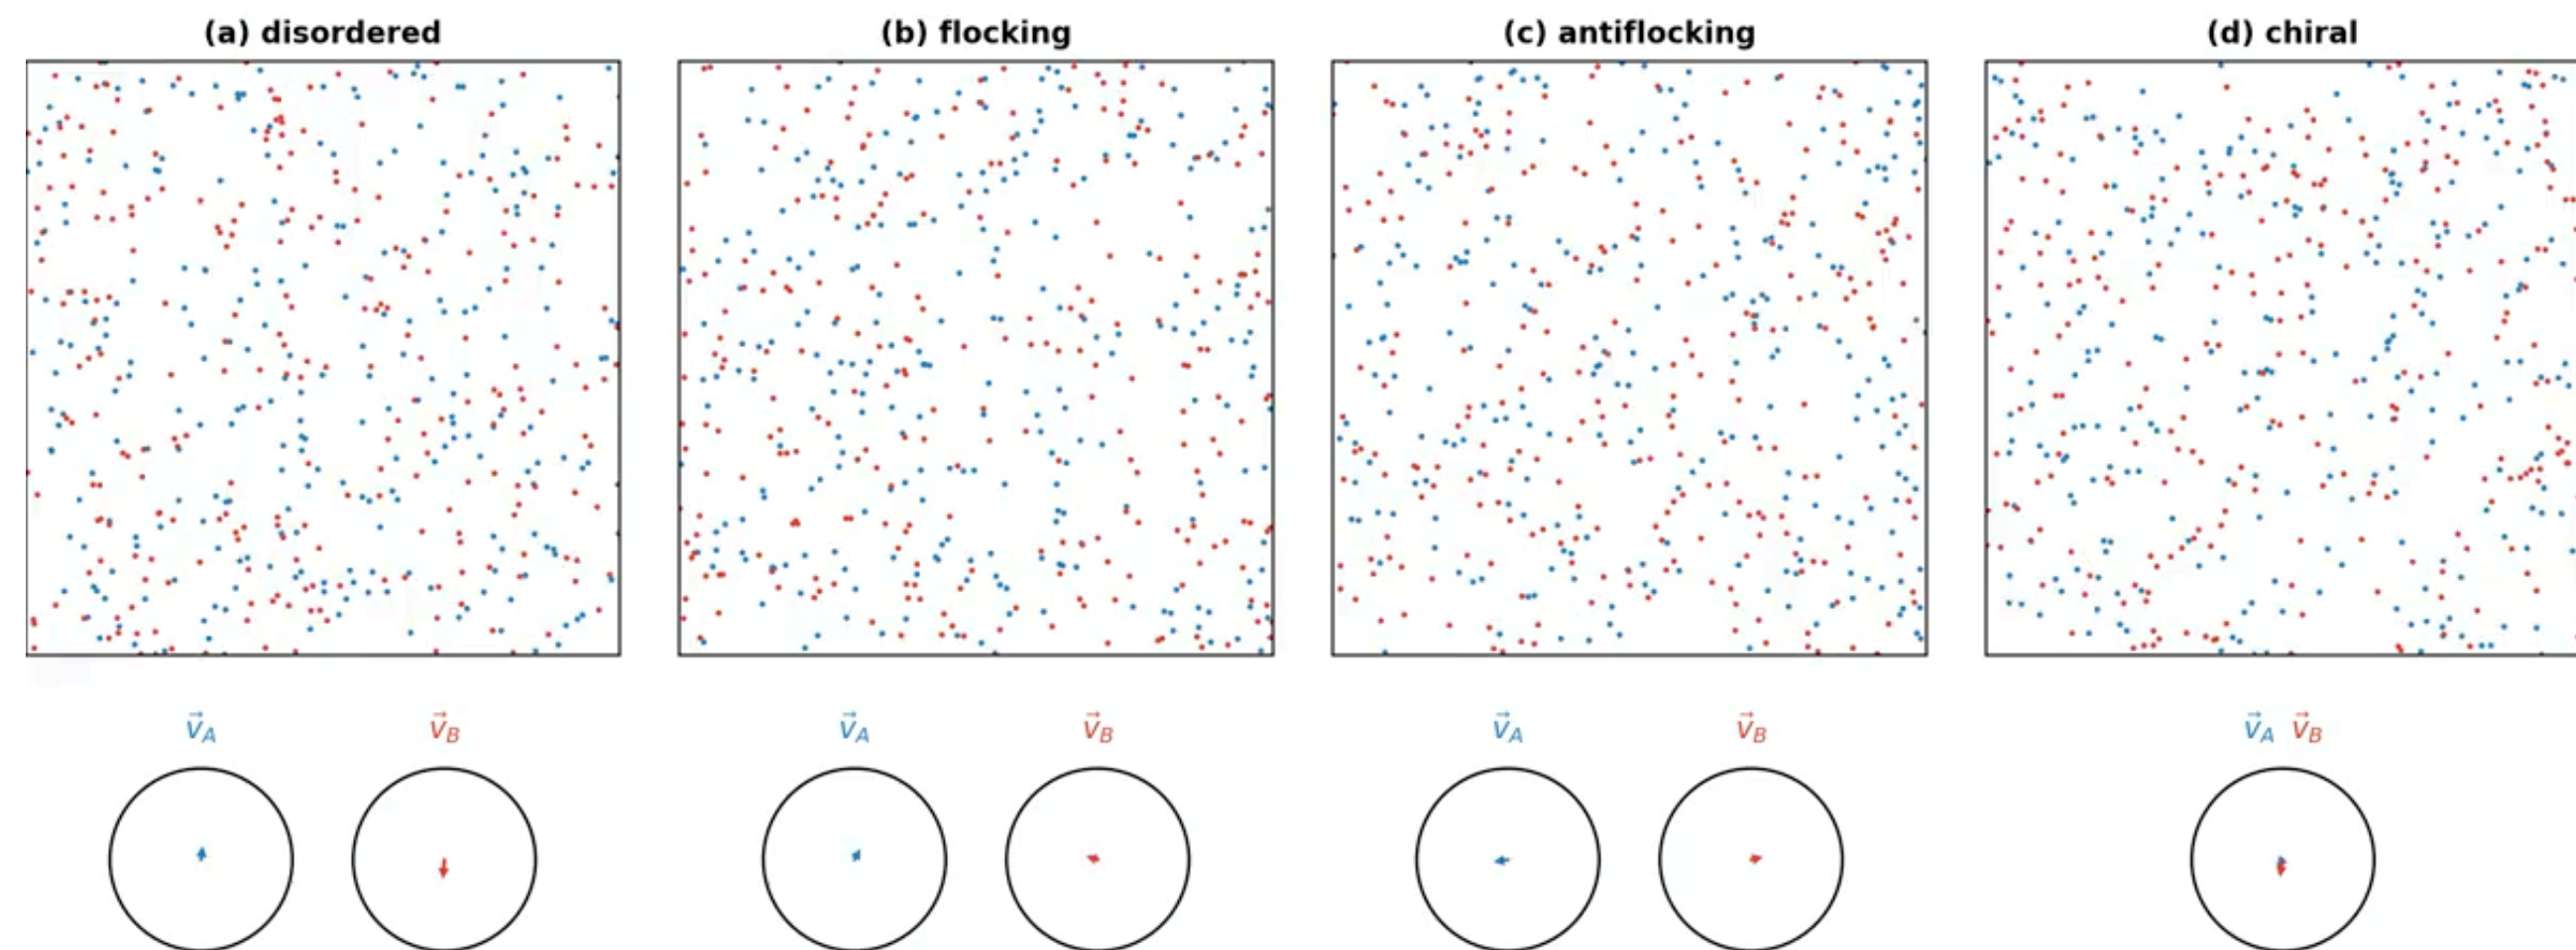 (a) disordered (b) flocking (c) antiflocking (d) chiral
v⃗A v⃗B v⃗A v⃗B v⃗A v⃗B v⃗A v⃗B